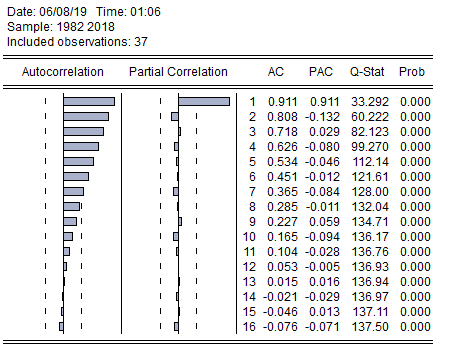 Date: 06/08/19 Time: 01:06
Sample: 1982 2018
Included observations: 37
Autocorrelation Partial Correlation AC PAC Q-Stat Prob
1 0.911 0.911 33.292 0.000
2 0.808 -0.132 60.222 0.000
3 0.718 0.029 82.123 0.000
4 0.626 -0.080 99.270 0.000
5 0.534 -0.046 112.14 0.000
6 0.451 -0.012 121.61 0.000
7 0.365 -0.084 128.00 0.000
8 0.285 -0.011 132.04 0.000
9 0.227 0.059 134.71 0.000
10 0.165 -0.094 136.17 0.000
11 0.104 -0.028 136.76 0.000
12 0.053 -0.005 136.93 0.000
13 0.015 0.016 136.94 0.000
14 -0.021 -0.029 136.97 0.000
15 -0.046 0.013 137.11 0.000
16 -0.076 -0.071 137.50 0.000